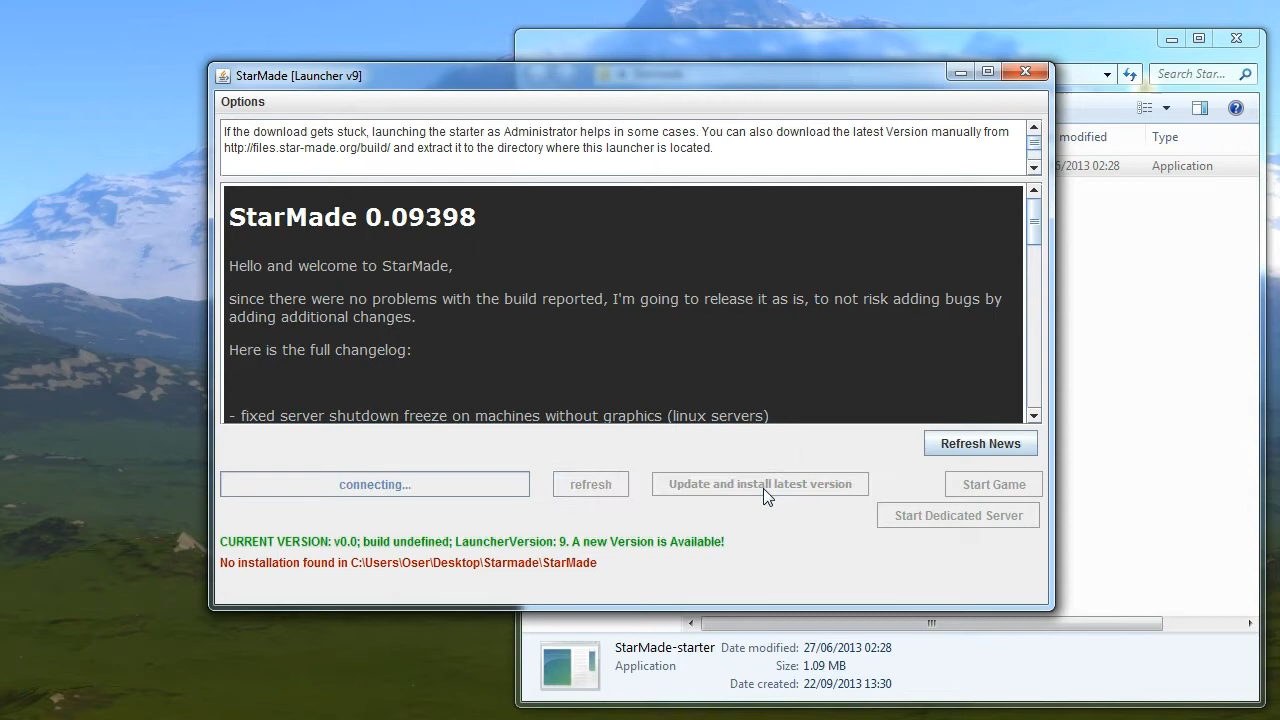 StarMade [Launcher v9]
Search Star...
Options
If the download gets stuck, launching the starter as Administrator helps in some cases. You can also download the latest Version manually from
http://files.star-made.org/build/ and extract it to the directory where this launcher is located.
modified
Type
/2013 02:28
Application
StarMade 0.09398
Hello and welcome to StarMade,
since there were no problems with the build reported, I'm going to release it as is, to not risk adding bugs by
adding additional changes.
Here is the full changelog:
- fixed server shutdown freeze on machines without graphics (linux servers)
Refresh News
connecting...
refresh
Update and install latest version
Start Game
Start Dedicated Server
CURRENT VERSION: v0.0; build undefined; LauncherVersion: 9. A new Version is Available!
No installation found in C:\Users\Oser\Desktop\Starmade\StarMade
StarMade-starter Date modified: 27/06/2013 02:28
Application Size: 1.09 MB
Date created: 22/09/2013 13:30